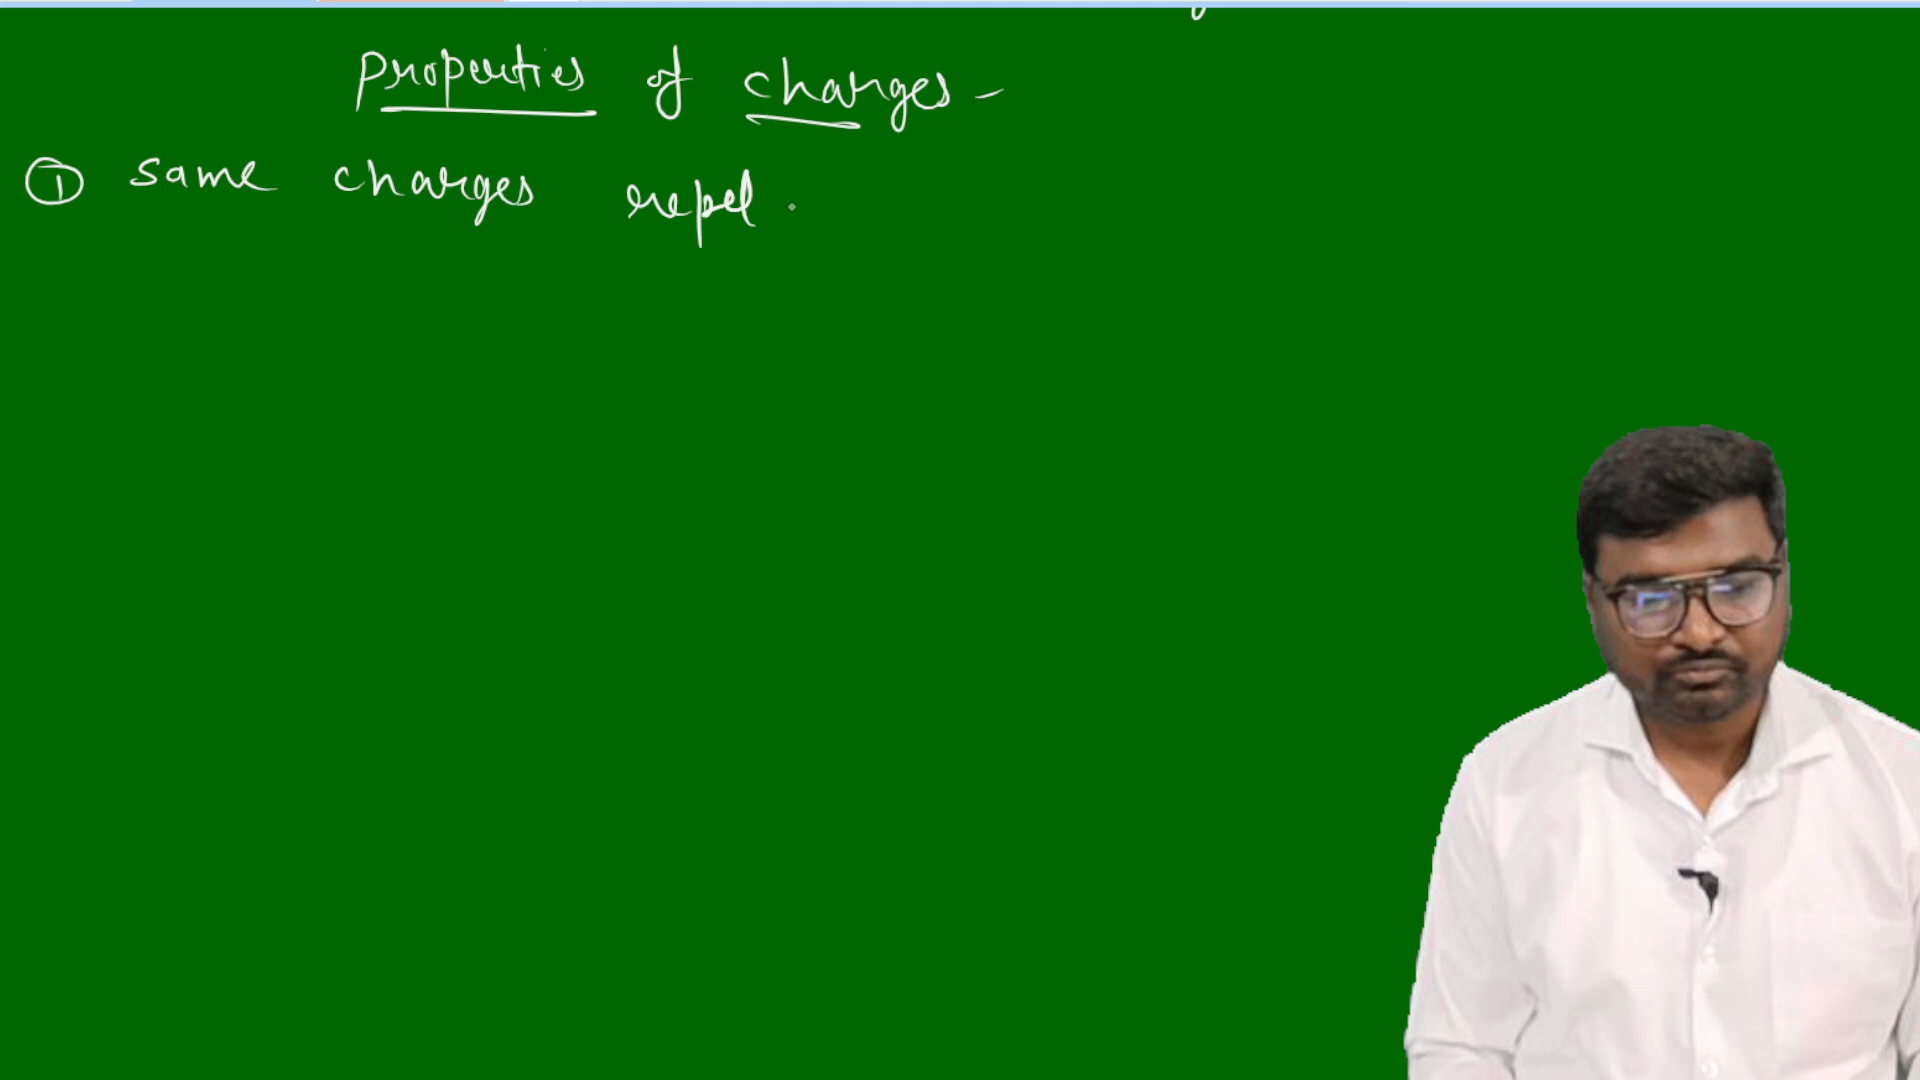 Properties of charges -
① same charges repel .